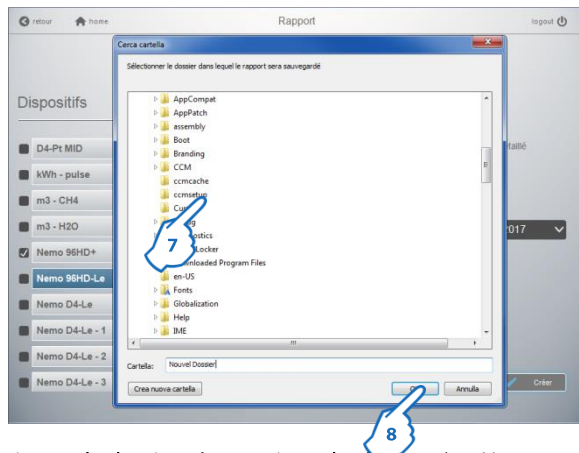 retour
home
Rapport
logout
Cerca cartella
Sélectionner le dossier dans lequel le rapport sera sauvegardé
Dispositifs
D4-Pt MID
kWh - pulse
m3 - CH4
m3 - H2O
Nemo 96HD+
Nemo 96HD-Le
Nemo D4-Le
Nemo D4-Le - 1
Nemo D4-Le - 2
Nemo D4-Le - 3
AppCompat
AppPatch
assembly
Boot
Branding
CCM
ccmcache
ccmsetup
Downloaded Program Files
en-US
Fonts
Globalization
Help
IME
7
Cartella:
Nouvel Dossier
Crea nuova cartella
Annulla
8
Créer